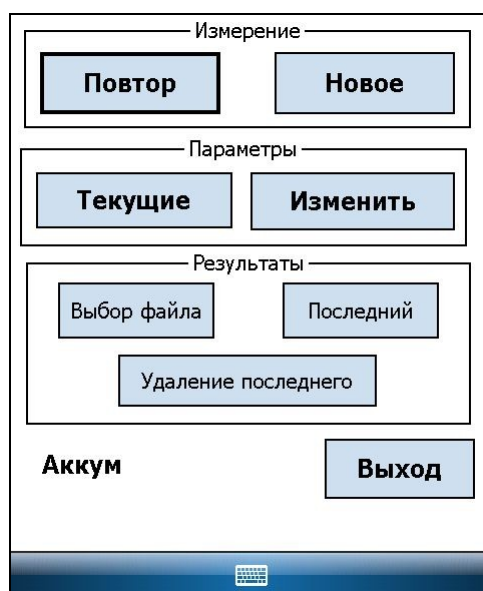 Измерение
Повтор Новое
Параметры
Текущие Изменить
Результаты
Выбор файла Последний
Удаление последнего
Аккум Выход